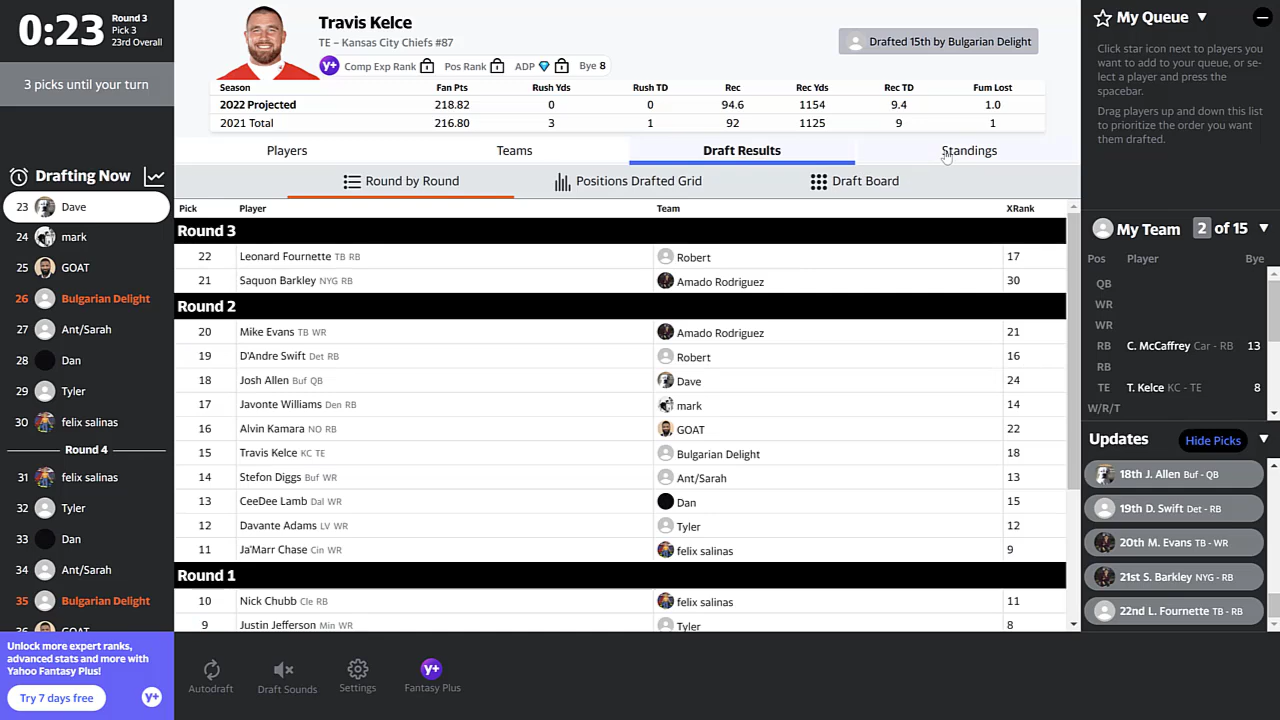 0:23
Round 3
Pick 3
23rd Overall
3 picks until your turn
Drafting Now
23 Dave
24 mark
25 GOAT
26 Bulgarian Delight
27 Ant/Sarah
28 Dan
29 Tyler
30 felix salinas
Round 4
31 felix salinas
32 Tyler
33 Dan
34 Ant/Sarah
35 Bulgarian Delight
36 GOAT
Unlock more expert ranks,
advanced stats and more with
Yahoo Fantasy Plus!
Try 7 days free
y+
Travis Kelce
TE – Kansas City Chiefs #87
y+ Comp Exp Rank Pos Rank ADP Bye 8
Drafted 15th by Bulgarian Delight
Season Fan Pts Rush Yds Rush TD Rec Rec Yds Rec TD Fum Lost
2022 Projected 218.82 0 0 94.6 1154 9.4 1.0
2021 Total 216.80 3 1 92 1125 9 1
Players Teams Draft Results Standings
Round by Round Positions Drafted Grid Draft Board
Pick Player Team XRank
Round 3
22 Leonard Fournette TB RB Robert 17
21 Saquon Barkley NYG RB Amado Rodriguez 30
Round 2
20 Mike Evans TB WR Amado Rodriguez 21
19 D'Andre Swift Det RB Robert 16
18 Josh Allen Buf QB Dave 24
17 Javonte Williams Den RB mark 14
16 Alvin Kamara NO RB GOAT 22
15 Travis Kelce KC TE Bulgarian Delight 18
14 Stefon Diggs Buf WR Ant/Sarah 13
13 CeeDee Lamb Dal WR Dan 15
12 Davante Adams LV WR Tyler 12
11 Ja'Marr Chase Cin WR felix salinas 9
Round 1
10 Nick Chubb Cle RB felix salinas 11
9 Justin Jefferson Min WR Tyler 8
Autodraft
Draft Sounds
Settings
y+
Fantasy Plus
My Queue
Click star icon next to players you
want to add to your queue, or se-
lect a player and press the
spacebar.
Drag players up and down this list
to prioritize the order you want
them drafted.
My Team 2 of 15
Pos Player Bye
QB
WR
WR
RB C. McCaffrey Car - RB 13
RB
TE T. Kelce KC - TE 8
W/R/T
Updates Hide Picks
18th J. Allen Buf - QB
19th D. Swift Det - RB
20th M. Evans TB - WR
21st S. Barkley NYG - RB
22nd L. Fournette TB - RB